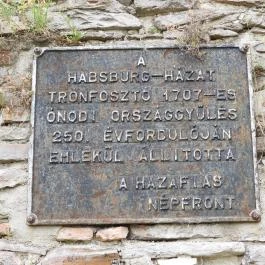 A
HABSBURG-HÁZAT
TRÓNFOSZTÓ 1707-ES
ÓNODI ORSZÁGGYŰLÉS
250. ÉVFORDULÓJÁN
EMLÉKÜL ÁLLÍTOTTA
A HAZAFIAS
NÉPFRONT